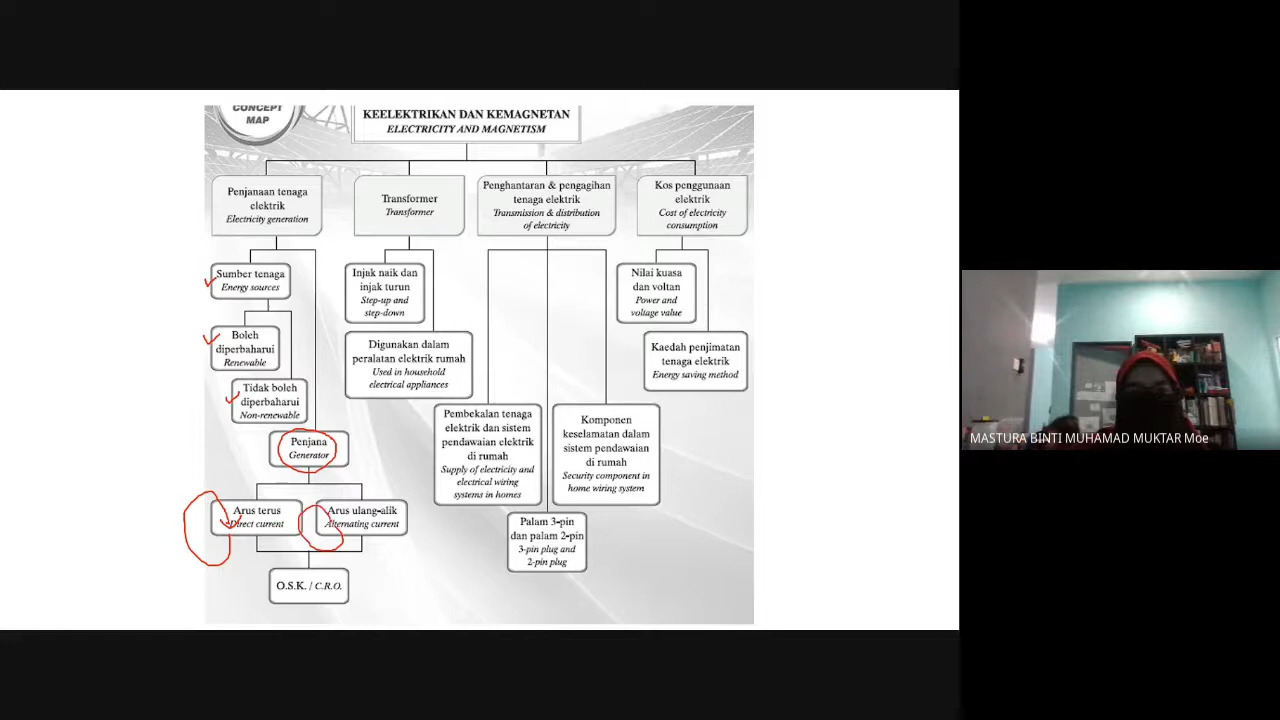 CONCEPT
MAP
KEELEKTRIKAN DAN KEMAGNETAN
ELECTRICITY AND MAGNETISM
Penjanaan tenaga
elektrik
Electricity generation
Transformer
Transformer
Penghantaran & pengagihan
tenaga elektrik
Transmission & distribution
of electricity
Kos penggunaan
elektrik
Cost of electricity
consumption
Sumber tenaga
Energy sources
Boleh
diperbaharui
Renewable
Tidak boleh
diperbaharui
Non-renewable
Penjana
Generator
Arus terus
Direct current
Arus ulang-alik
Alternating current
O.S.K. / C.R.O.
Injak naik dan
injak turun
Step-up and
step-down
Digunakan dalam
peralatan elektrik rumah
Used in household
electrical appliances
Pembekalan tenaga
elektrik dan sistem
pendawaian elektrik
di rumah
Supply of electricity and
electrical wiring
systems in homes
Komponen
keselamatan dalam
sistem pendawaian
di rumah
Security component in
home wiring system
Palam 3-pin
dan palam 2-pin
3-pin plug and
2-pin plug
Nilai kuasa
dan voltan
Power and
voltage value
Kaedah penjimatan
tenaga elektrik
Energy saving method
MASTURA BINTI MUHAMAD MUKTAR Moe